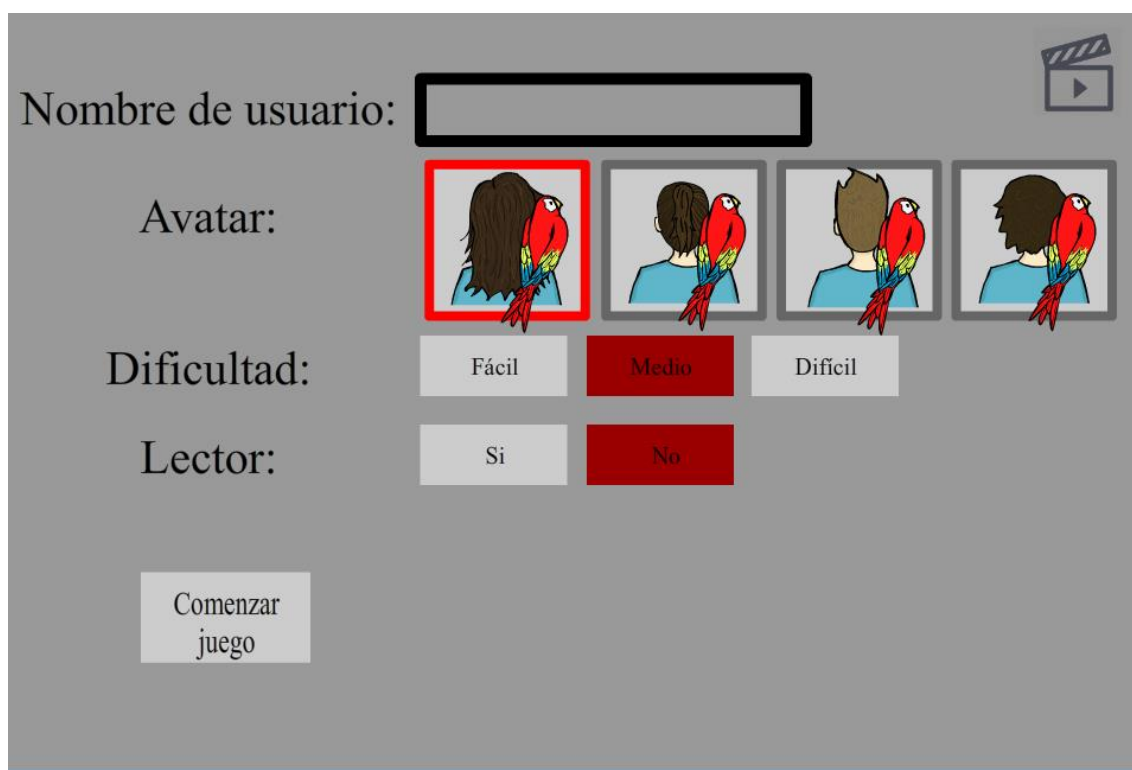 Nombre de usuario:
Avatar:
Dificultad:
Fácil
Medio
Difícil
Lector:
Si
No
Comenzar
juego